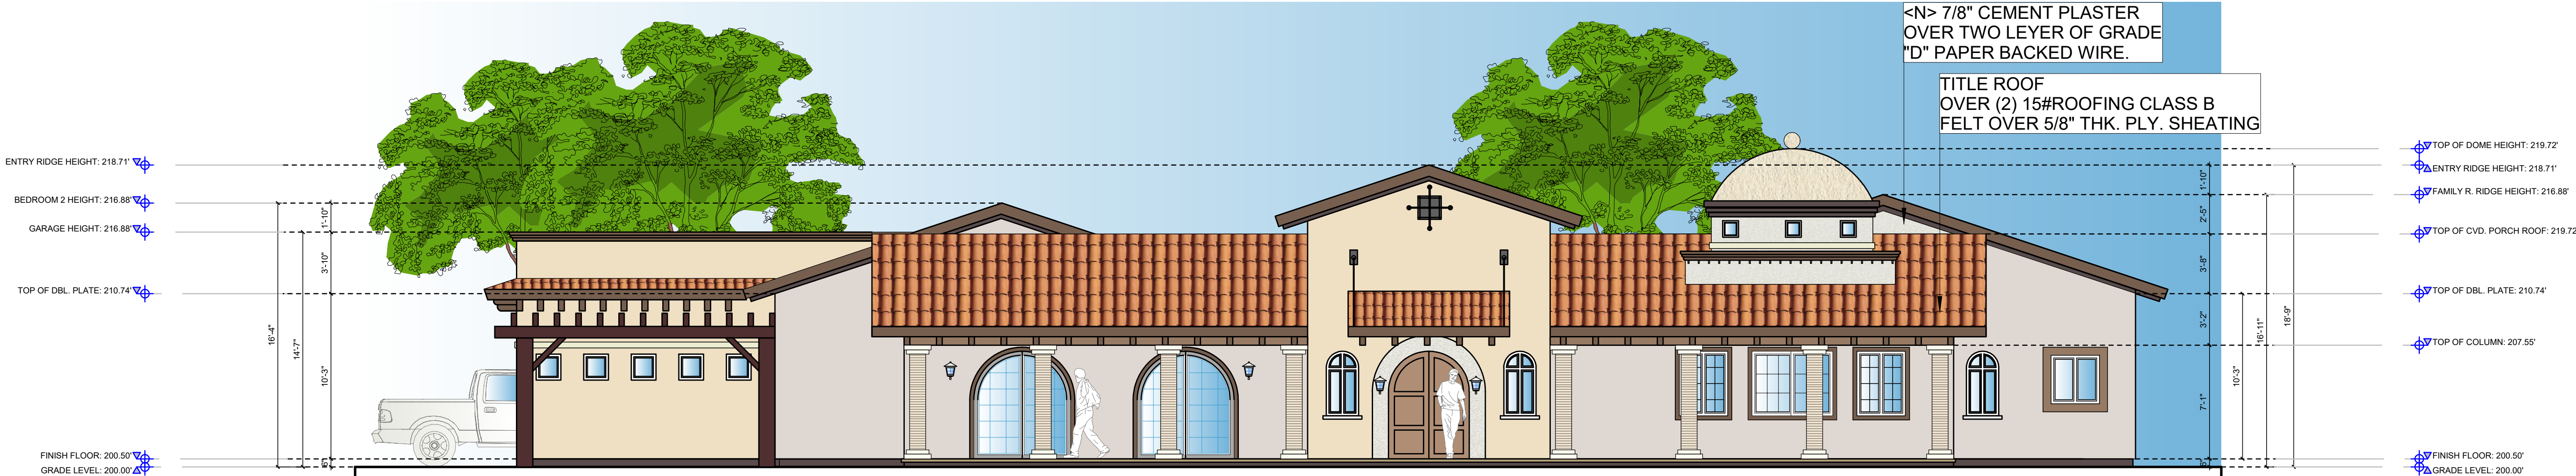 <N> 7/8" CEMENT PLASTER
OVER TWO LEYER OF GRADE
"D" PAPER BACKED WIRE.
TITLE ROOF
OVER (2) 15#ROOFING CLASS B
FELT OVER 5/8" THK. PLY. SHEATING
ENTRY RIDGE HEIGHT: 218.71'
BEDROOM 2 HEIGHT: 216.88'
GARAGE HEIGHT: 216.88'
TOP OF DBL. PLATE: 210.74'
FINISH FLOOR: 200.50'
GRADE LEVEL: 200.00'
16'-4"
14'-7"
1'-10"
3'-10"
10'-3"
6"
1'-10"
2'-5"
3'-8"
3'-2"
7'-1"
6"
10'-3"
16'-11"
18'-9"
TOP OF DOME HEIGHT: 219.72'
ENTRY RIDGE HEIGHT: 218.71'
FAMILY R. RIDGE HEIGHT: 216.88'
TOP OF CVD. PORCH ROOF: 219.72
TOP OF DBL. PLATE: 210.74'
TOP OF COLUMN: 207.55'
FINISH FLOOR: 200.50'
GRADE LEVEL: 200.00'